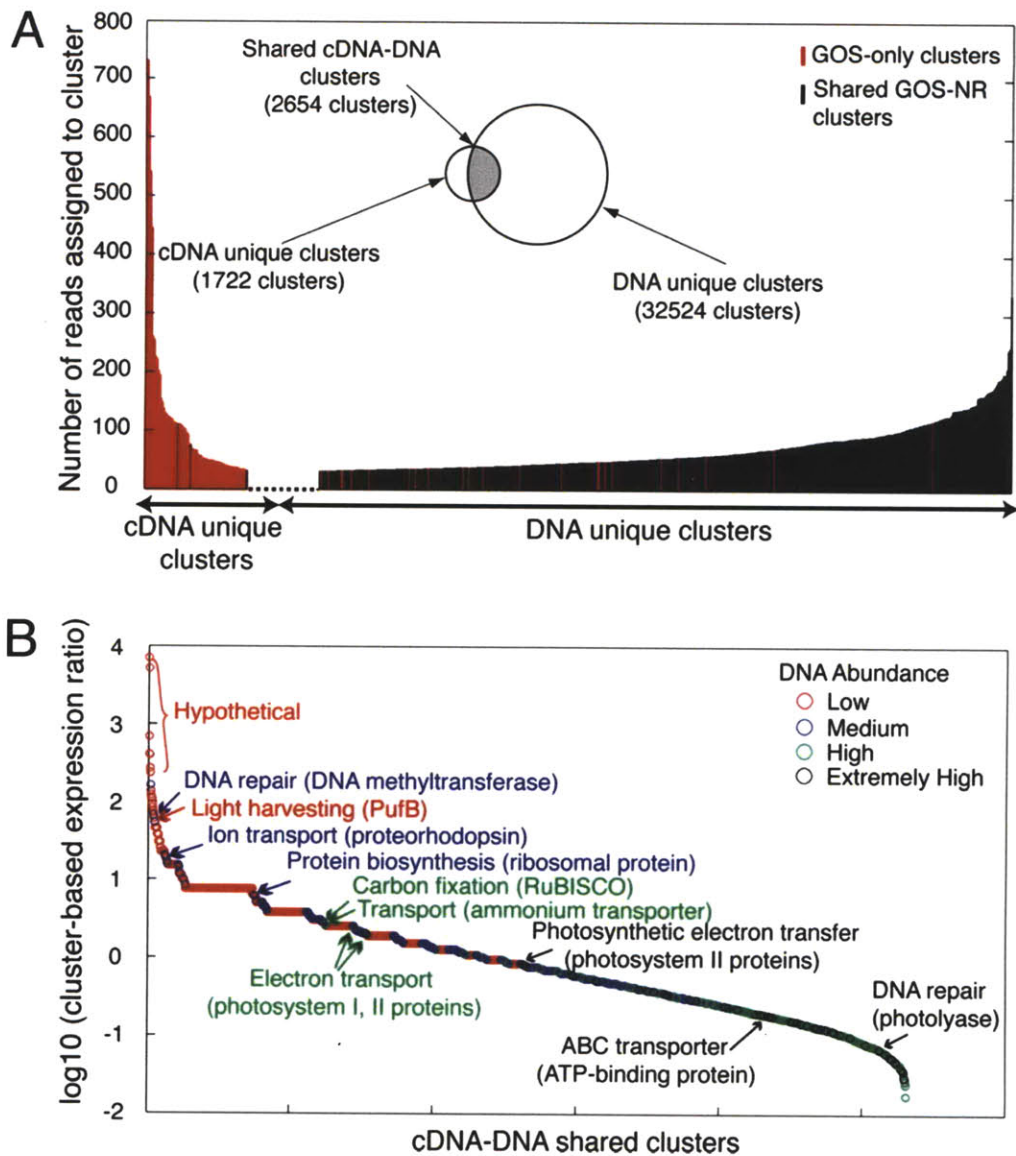 A
800
700
600
500
400
300
200
100
0
Number of reads assigned to cluster
Shared cDNA-DNA
clusters
(2654 clusters)
GOS-only clusters
Shared GOS-NR
clusters
cDNA unique clusters
(1722 clusters)
DNA unique clusters
(32524 clusters)
cDNA unique
clusters
DNA unique clusters
B
4
3
2
1
0
-1
-2
log10 (cluster-based expression ratio)
DNA Abundance
Low
Medium
High
Extremely High
Hypothetical
DNA repair (DNA methyltransferase)
Light harvesting (PufB)
Ion transport (proteorhodopsin)
Protein biosynthesis (ribosomal protein)
Carbon fixation (RuBISCO)
Transport (ammonium transporter)
Photosynthetic electron transfer
(photosystem II proteins)
Electron transport
(photosystem I, II proteins)
DNA repair
(photolyase)
ABC transporter
(ATP-binding protein)
cDNA-DNA shared clusters